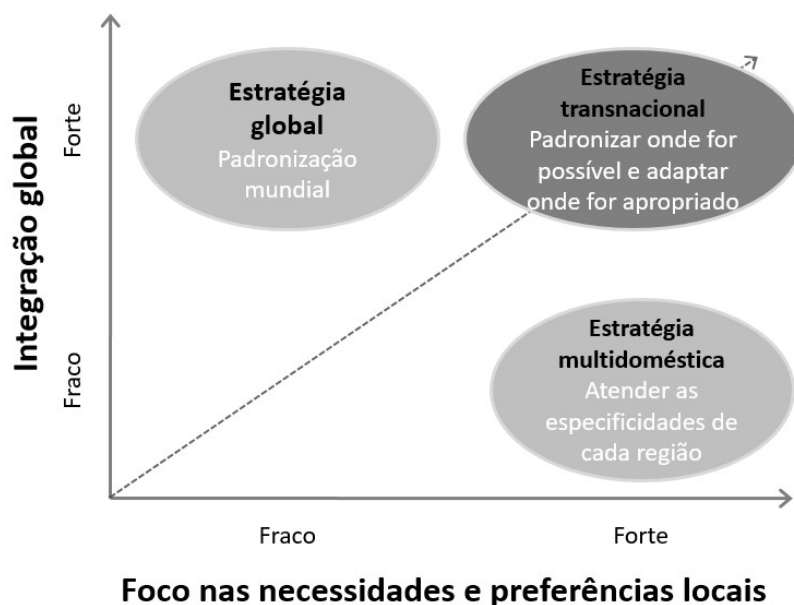 Integração global
Forte
Fraco
Estratégia
global
Padronização
mundial
Estratégia
transnacional
Padronizar onde for
possível e adaptar
onde for apropriado
Estratégia
multidoméstica
Atender as
especificidades de
cada região
Fraco
Forte
Foco nas necessidades e preferências locais